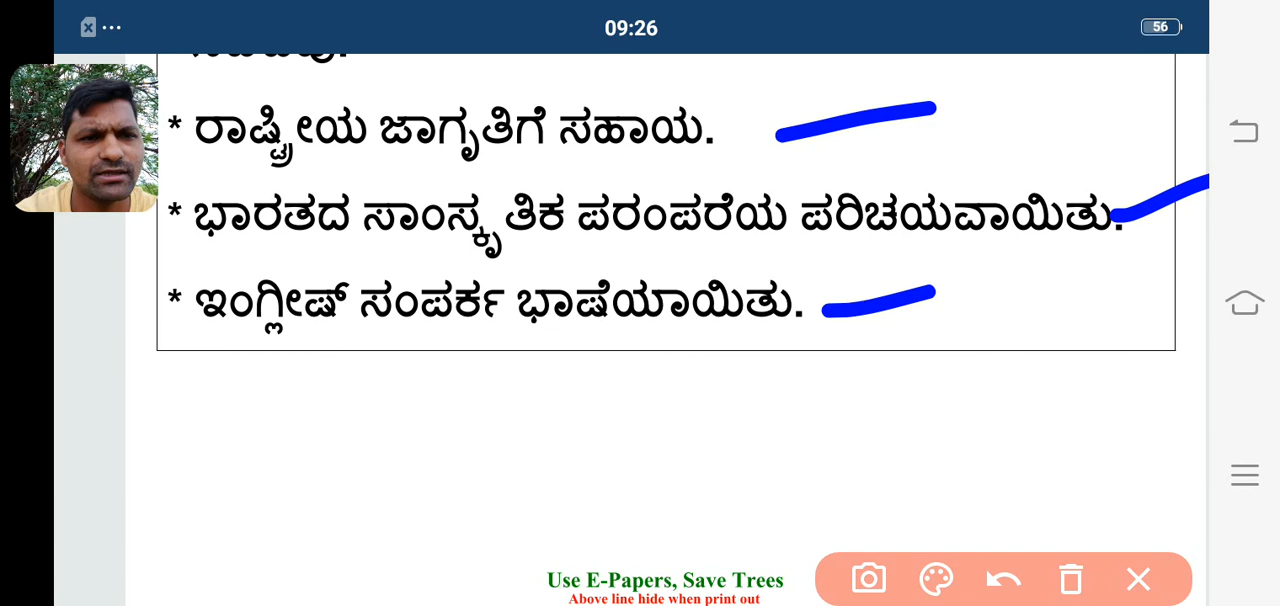 09:26
56
* ರಾಷ್ಟ್ರೀಯ ಜಾಗೃತಿಗೆ ಸಹಾಯ.
* ಭಾರತದ ಸಾಂಸ್ಕೃತಿಕ ಪರಂಪರೆಯ ಪರಿಚಯವಾಯಿತು.
* ಇಂಗ್ಲೀಷ್ ಸಂಪರ್ಕ ಭಾಷೆಯಾಯಿತು.
Use E-Papers, Save Trees
Above line hide when print out